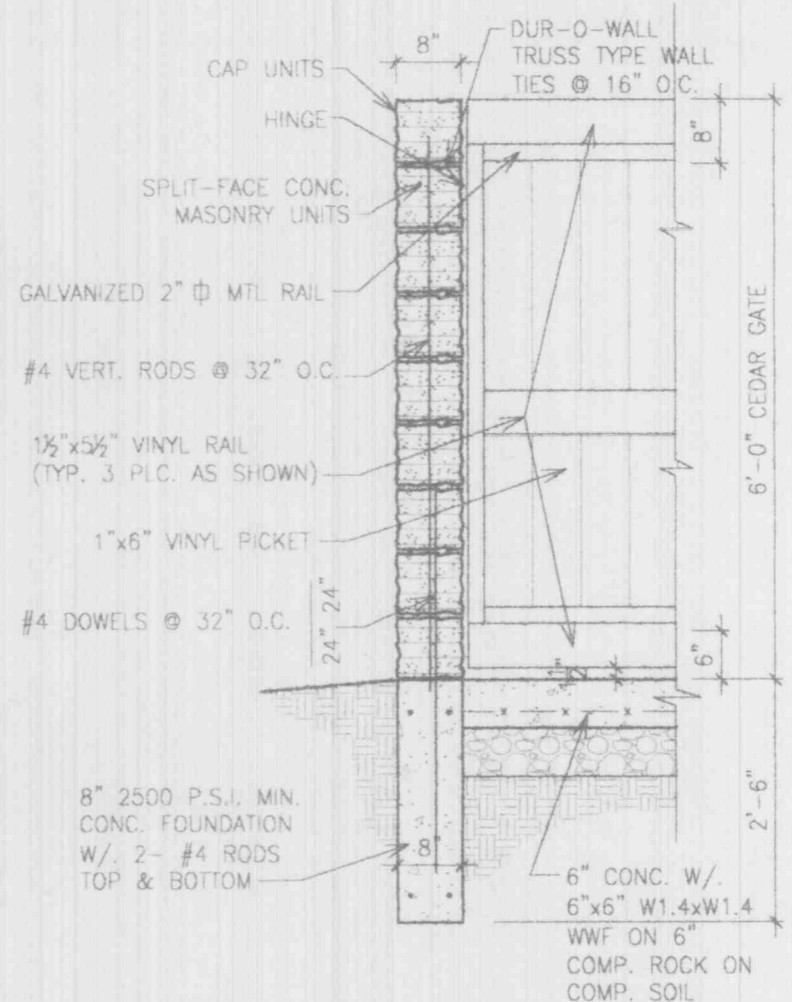 8"
DUR-O-WALL
TRUSS TYPE WALL
TIES @ 16" O.C.
CAP UNITS
HINGE
8"
SPLIT-FACE CONC.
MASONRY UNITS
GALVANIZED 2" ⏀ MTL RAIL
#4 VERT. RODS @ 32" O.C.
6'-0" CEDAR GATE
1½"x5½" VINYL RAIL
(TYP. 3 PLC. AS SHOWN)
1"x6" VINYL PICKET
#4 DOWELS @ 32" O.C.
24" 24"
6"
8" 2500 P.S.I. MIN.
CONC. FOUNDATION
W/. 2- #4 RODS
TOP & BOTTOM
8"
2'-6"
6" CONC. W/.
6"x6" W1.4xW1.4
WWF ON 6"
COMP. ROCK ON
COMP. SOIL